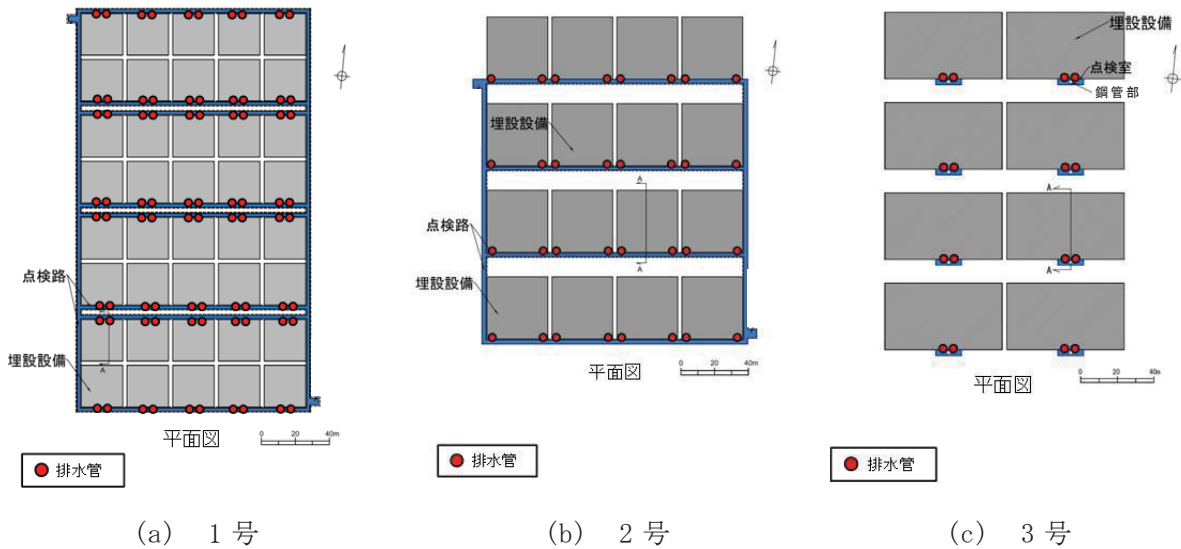 点検路
埋設設備
A
平面図
0 20 40m
排水管
(a) 1号
埋設設備
A
点検路
A
埋設設備
平面図
0 20 40m
排水管
(b) 2号
埋設設備
点検室
鋼管部
A
A
平面図
0 20 40m
排水管
(c) 3号